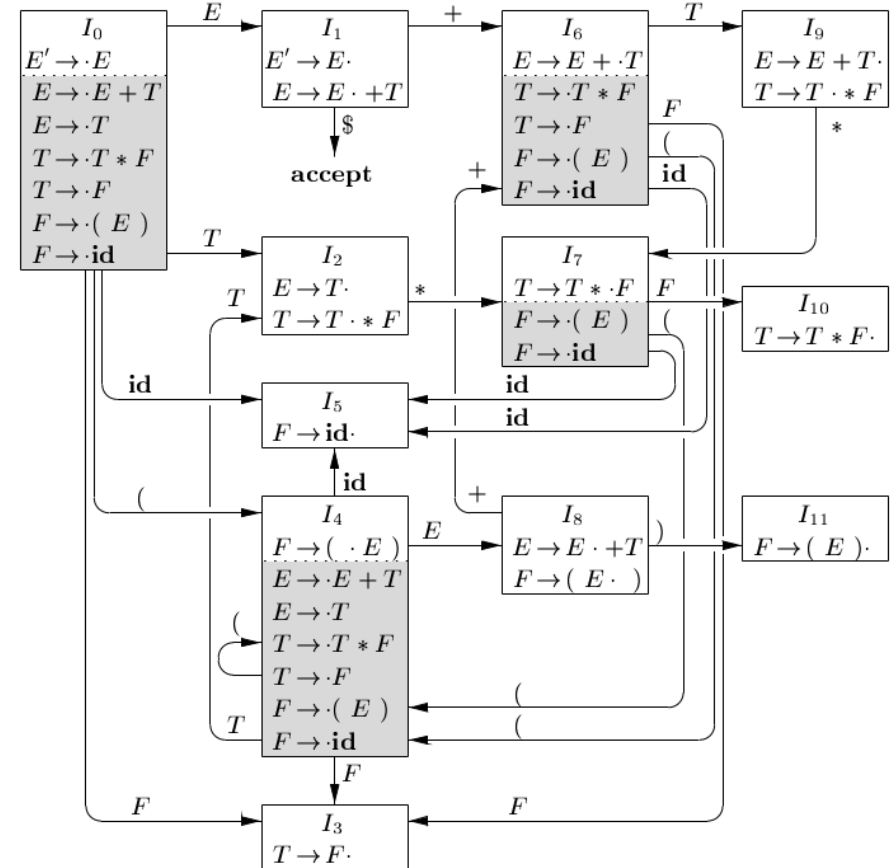 I₀
E′ → ·E
E → ·E + T
E → ·T
T → ·T * F
T → ·F
F → ·( E )
F → ·id
E
I₁
E′ → E·
E → E · +T
$
accept
+
I₆
E → E + ·T
T → ·T * F
T → ·F
F → ·( E )
F → ·id
T
I₉
E → E + T·
T → T · * F
F
(
id
*
+
T
I₂
E → T·
T → T · * F
*
I₇
T → T * ·F
F → ·( E )
F → ·id
F
(
I₁₀
T → T * F·
T
id
I₅
F → id·
id
id
id
(
I₄
F → ( · E )
E → ·E + T
E → ·T
T → ·T * F
T → ·F
F → ·( E )
F → ·id
E
+
I₈
E → E · +T
F → ( E · )
)
I₁₁
F → ( E )·
(
(
(
T
F
F
I₃
T → F·
F